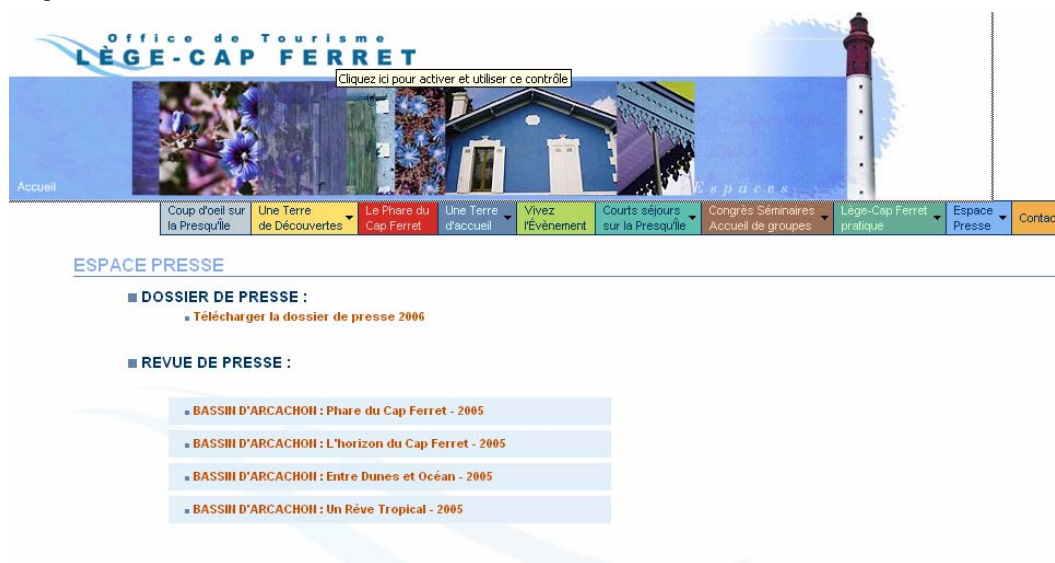 Office de Tourisme
LÈGE-CAP FERRET
Cliquez ici pour activer et utiliser ce contrôle
Accueil
Espaces
Coup d'oeil sur
la Presqu'île
Une Terre
de Découvertes
Le Phare du
Cap Ferret
Une Terre
d'accueil
Vivez
l'Évènement
Courts séjours
sur la Presqu'île
Congrès Séminaires
Accueil de groupes
Lège-Cap Ferret
pratique
Espace
Presse
Contac
ESPACE PRESSE
DOSSIER DE PRESSE :
Télécharger la dossier de presse 2006
REVUE DE PRESSE :
BASSIN D'ARCACHON : Phare du Cap Ferret - 2005
BASSIN D'ARCACHON : L'horizon du Cap Ferret - 2005
BASSIN D'ARCACHON : Entre Dunes et Océan - 2005
BASSIN D'ARCACHON : Un Rêve Tropical - 2005